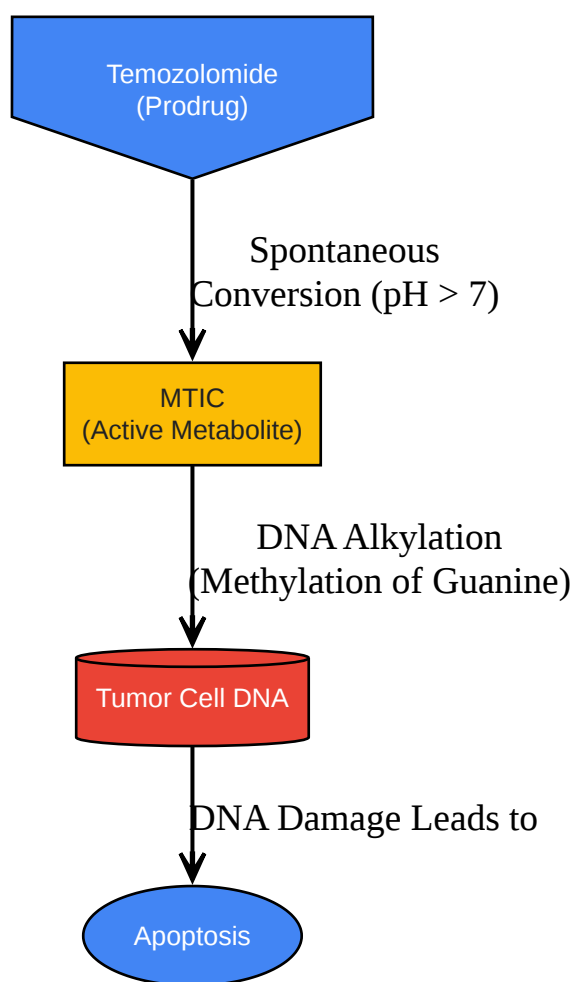 Temozolomide
(Prodrug)
Spontaneous
Conversion (pH > 7)
MTIC
(Active Metabolite)
DNA Alkylation
(Methylation of Guanine)
Tumor Cell DNA
DNA Damage Leads to
Apoptosis